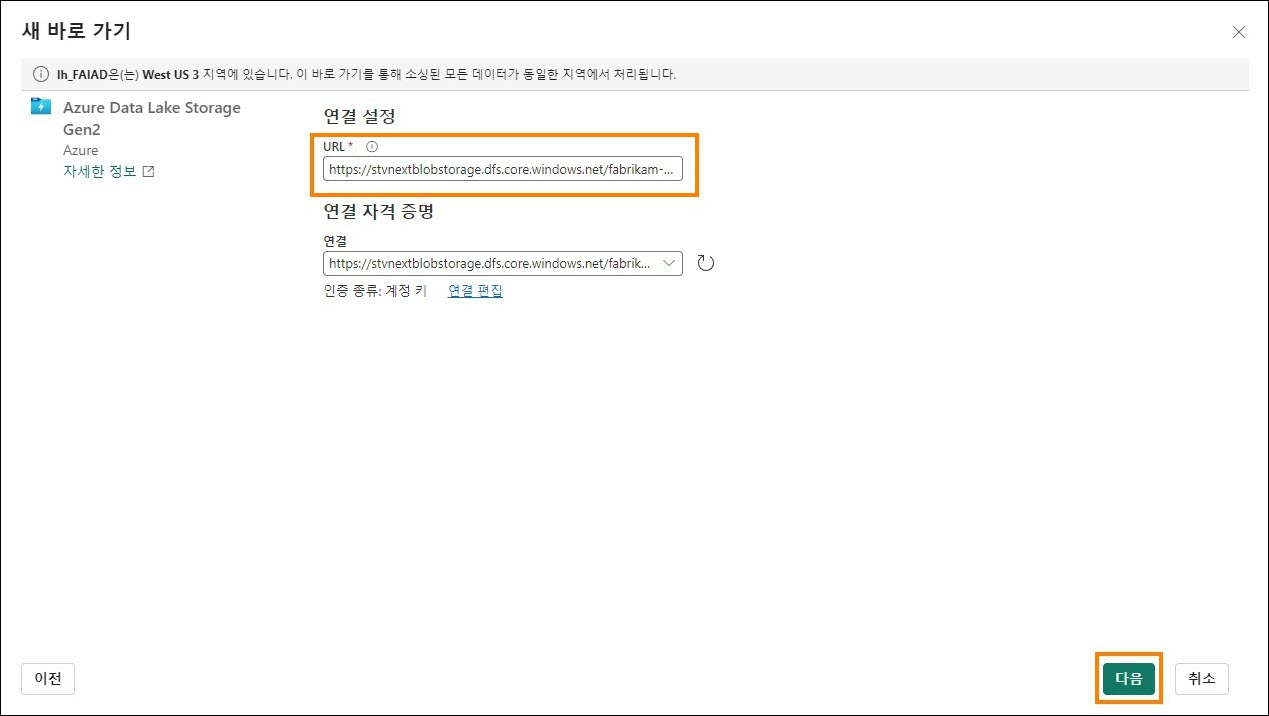 새 바로 가기
lh_FAIAD은(는) West US 3 지역에 있습니다. 이 바로 가기를 통해 소싱된 모든 데이터가 동일한 지역에서 처리됩니다.
Azure Data Lake Storage
Gen2
Azure
자세한 정보
연결 설정
URL *
https://stvnextblobstorage.dfs.core.windows.net/fabrikam-...
연결 자격 증명
연결
https://stvnextblobstorage.dfs.core.windows.net/fabrik...
인증 종류: 계정 키 연결 편집
이전 다음 취소